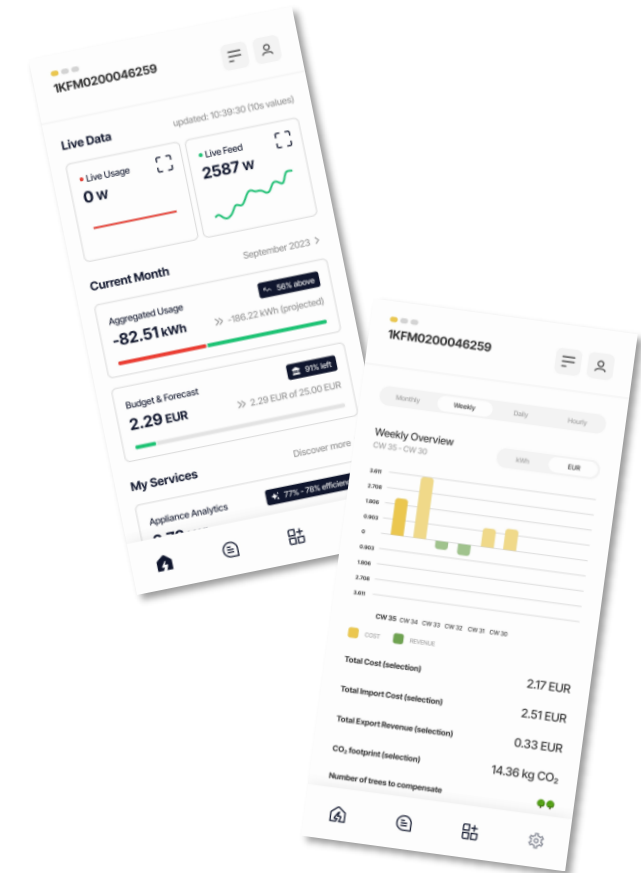 1KFM0200046259
Live Data
updated: 10:39:30 (10s values)
Live Usage
0 W
Live Feed
2587 W
Current Month
September 2023
Aggregated Usage
56% above
-82.51 kWh
-186.22 kWh (projected)
Budget & Forecast
91% left
2.29 EUR
2.29 EUR of 25.00 EUR
My Services
Discover more
Appliance Analytics
77% - 78%
1KFM0200046259
Monthly
Weekly
Daily
Hourly
Weekly Overview
CW 35 - CW 30
kWh
EUR
3.611
2.708
1.806
0.903
0
0.903
1.806
2.708
3.611
CW 35 CW 34 CW 33 CW 32 CW 31 CW 30
COST
REVENUE
Total Cost (selection)
2.17 EUR
Total Import Cost (selection)
2.51 EUR
Total Export Revenue (selection)
0.33 EUR
CO₂ footprint (selection)
14.36 kg CO₂
Number of trees to compensate